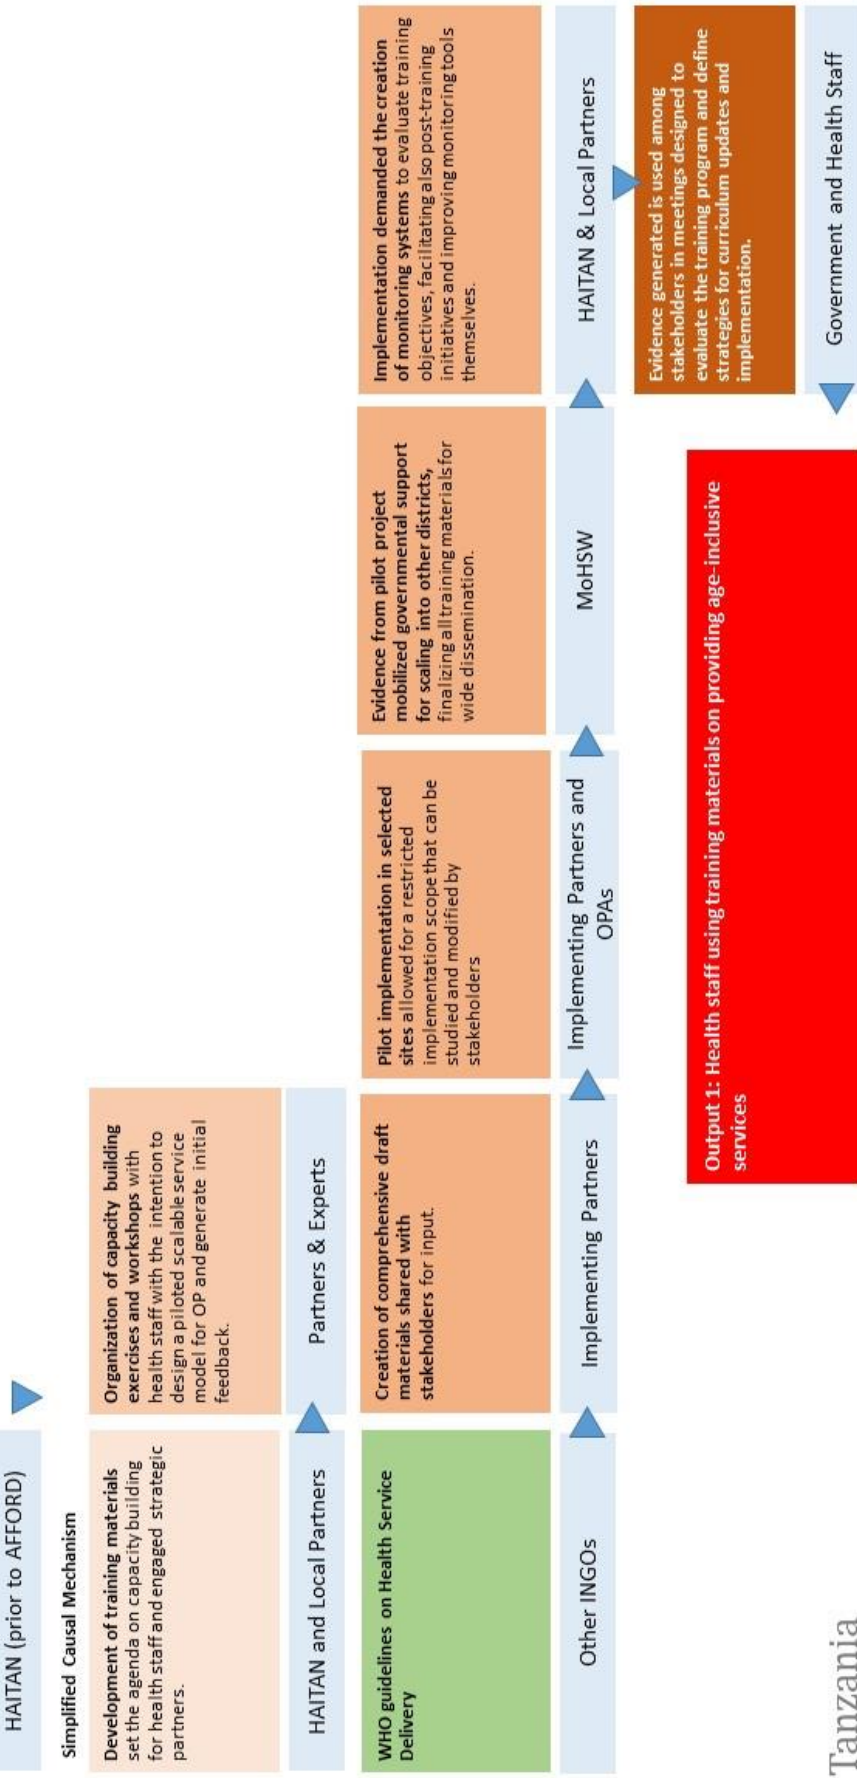 HAITAN (prior to AFFORD)
Simplified Causal Mechanism
Development of training materials
set the agenda on capacity building
for health staff and engaged strategic
partners.
HAITAN and Local Partners
Organization of capacity building
exercises and workshops with
health staff with the intention to
design a piloted scalable service
model for OP and generate initial
feedback.
Partners & Experts
WHO guidelines on Health Service
Delivery
Other INGOs
Creation of comprehensive draft
materials shared with
stakeholders for input.
Implementing Partners
Pilot implementation in selected
sites allowed for a restricted
implementation scope that can be
studied and modified by
stakeholders
Implementing Partners and
OPAs
Evidence from pilot project
mobilized governmental support
for scaling into other districts,
finalizing all training materials for
wide dissemination.
MoHSW
Implementation demanded the creation
of monitoring systems to evaluate training
objectives, facilitating also post-training
initiatives and improving monitoring tools
themselves.
HAITAN & Local Partners
Evidence generated is used among
stakeholders in meetings designed to
evaluate the training program and define
strategies for curriculum updates and
implementation.
Government and Health Staff
Output 1: Health staff using training materials on providing age-inclusive
services
Tanzania